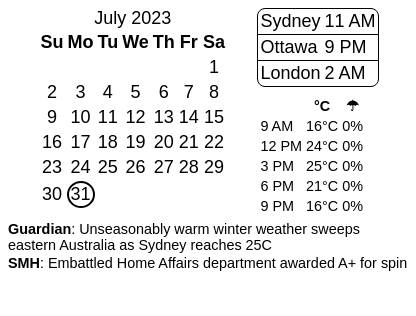 July 2023
Su Mo Tu We Th Fr Sa
1
2 3 4 5 6 7 8
9 10 11 12 13 14 15
16 17 18 19 20 21 22
23 24 25 26 27 28 29
30 31
Sydney 11 AM
Ottawa 9 PM
London 2 AM
°C ☂
9 AM 16°C 0%
12 PM 24°C 0%
3 PM 25°C 0%
6 PM 21°C 0%
9 PM 16°C 0%
Guardian: Unseasonably warm winter weather sweeps
eastern Australia as Sydney reaches 25C
SMH: Embattled Home Affairs department awarded A+ for spin